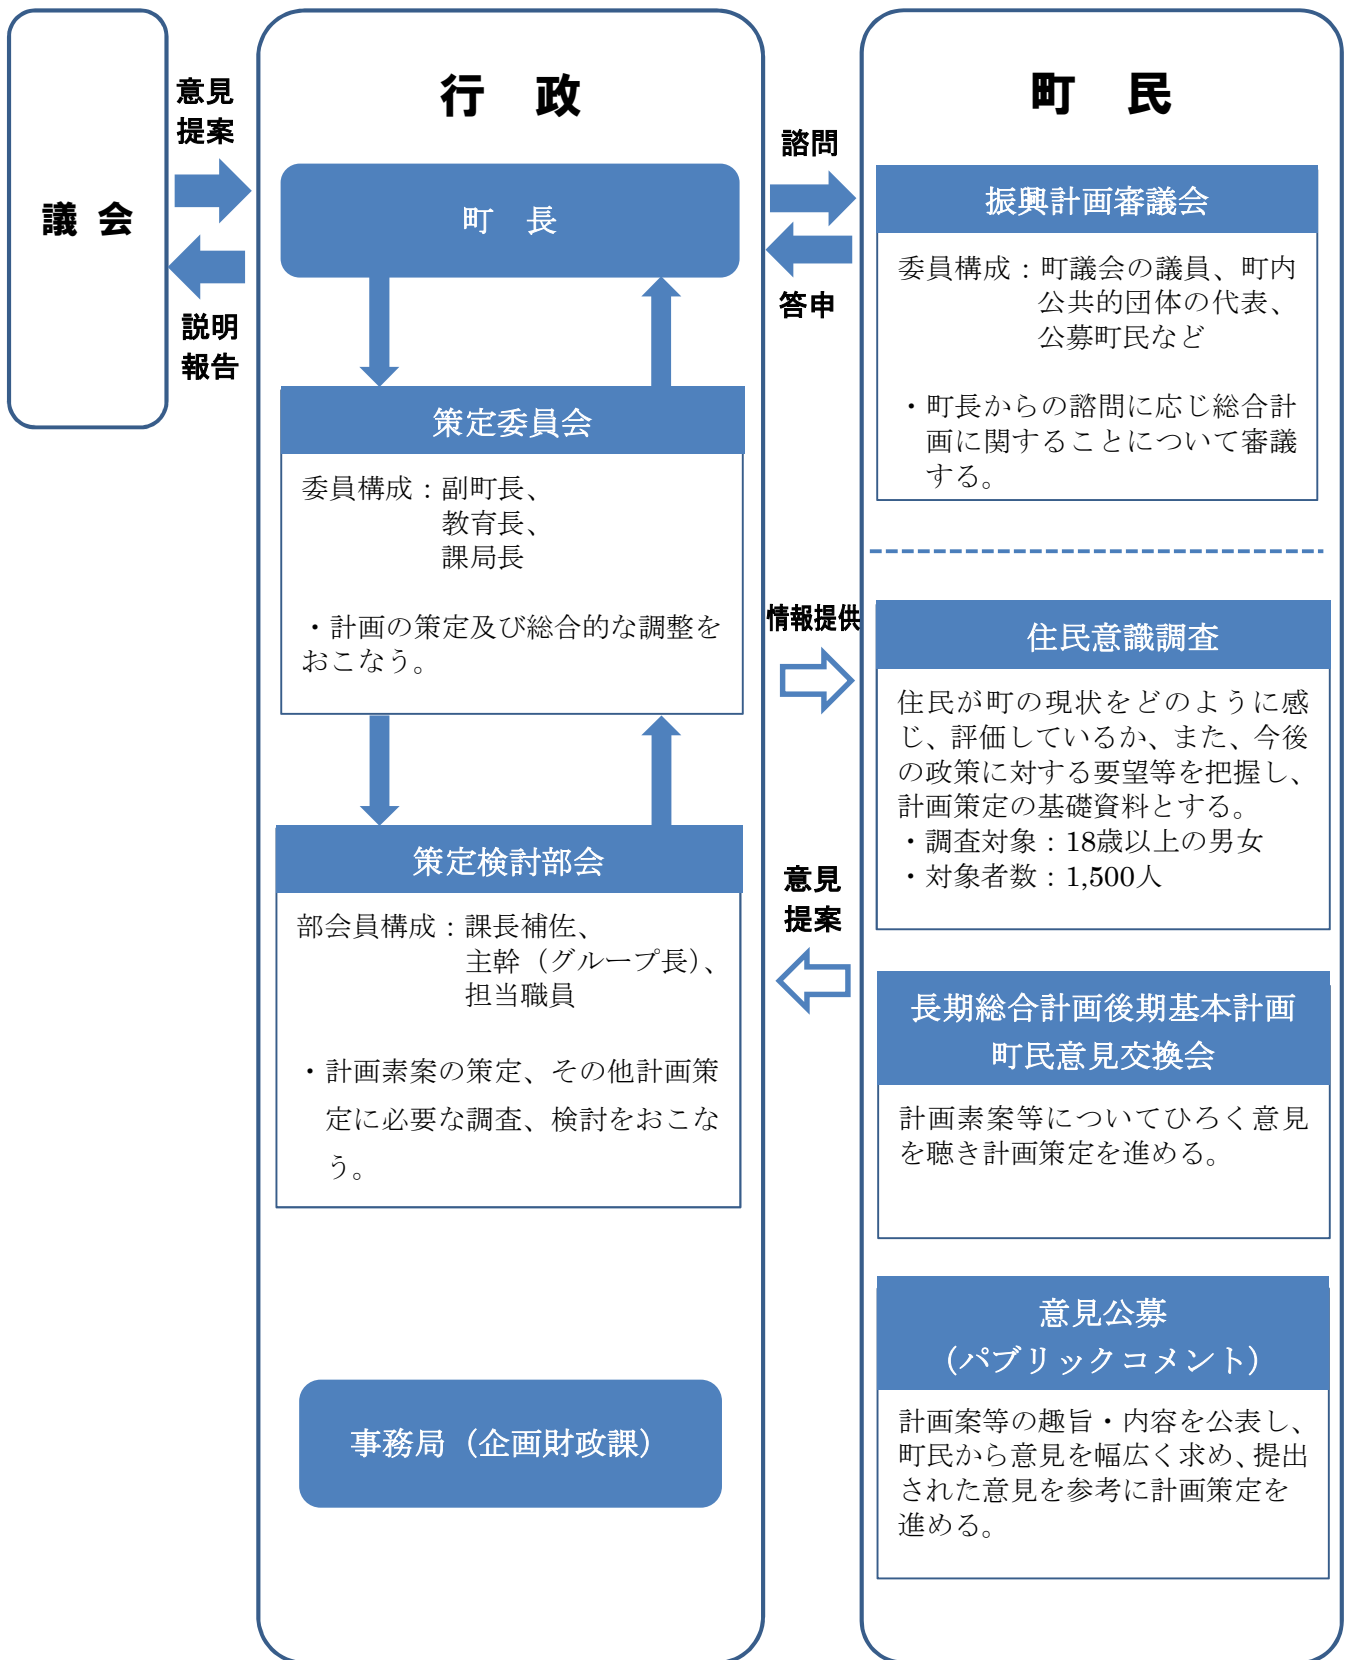 議 会
意見
提案
説明
報告
行 政
町 長
策定委員会
委員構成：副町長、
教育長、
課局長
・計画の策定及び総合的な調整を
おこなう。
策定検討部会
部会員構成：課長補佐、
主幹（グループ長）、
担当職員
・計画素案の策定、その他計画策
定に必要な調査、検討をおこな
う。
事務局（企画財政課）
諮問
答申
情報提供
意見
提案
町 民
振興計画審議会
委員構成：町議会の議員、町内
公共的団体の代表、
公募町民など
・町長からの諮問に応じ総合計
画に関することについて審議
する。
住民意識調査
住民が町の現状をどのように感
じ、評価しているか、また、今後
の政策に対する要望等を把握し、
計画策定の基礎資料とする。
・調査対象：18歳以上の男女
・対象者数：1,500人
長期総合計画後期基本計画
町民意見交換会
計画素案等についてひろく意見
を聴き計画策定を進める。
意見公募
（パブリックコメント）
計画案等の趣旨・内容を公表し、
町民から意見を幅広く求め、提出
された意見を参考に計画策定を
進める。